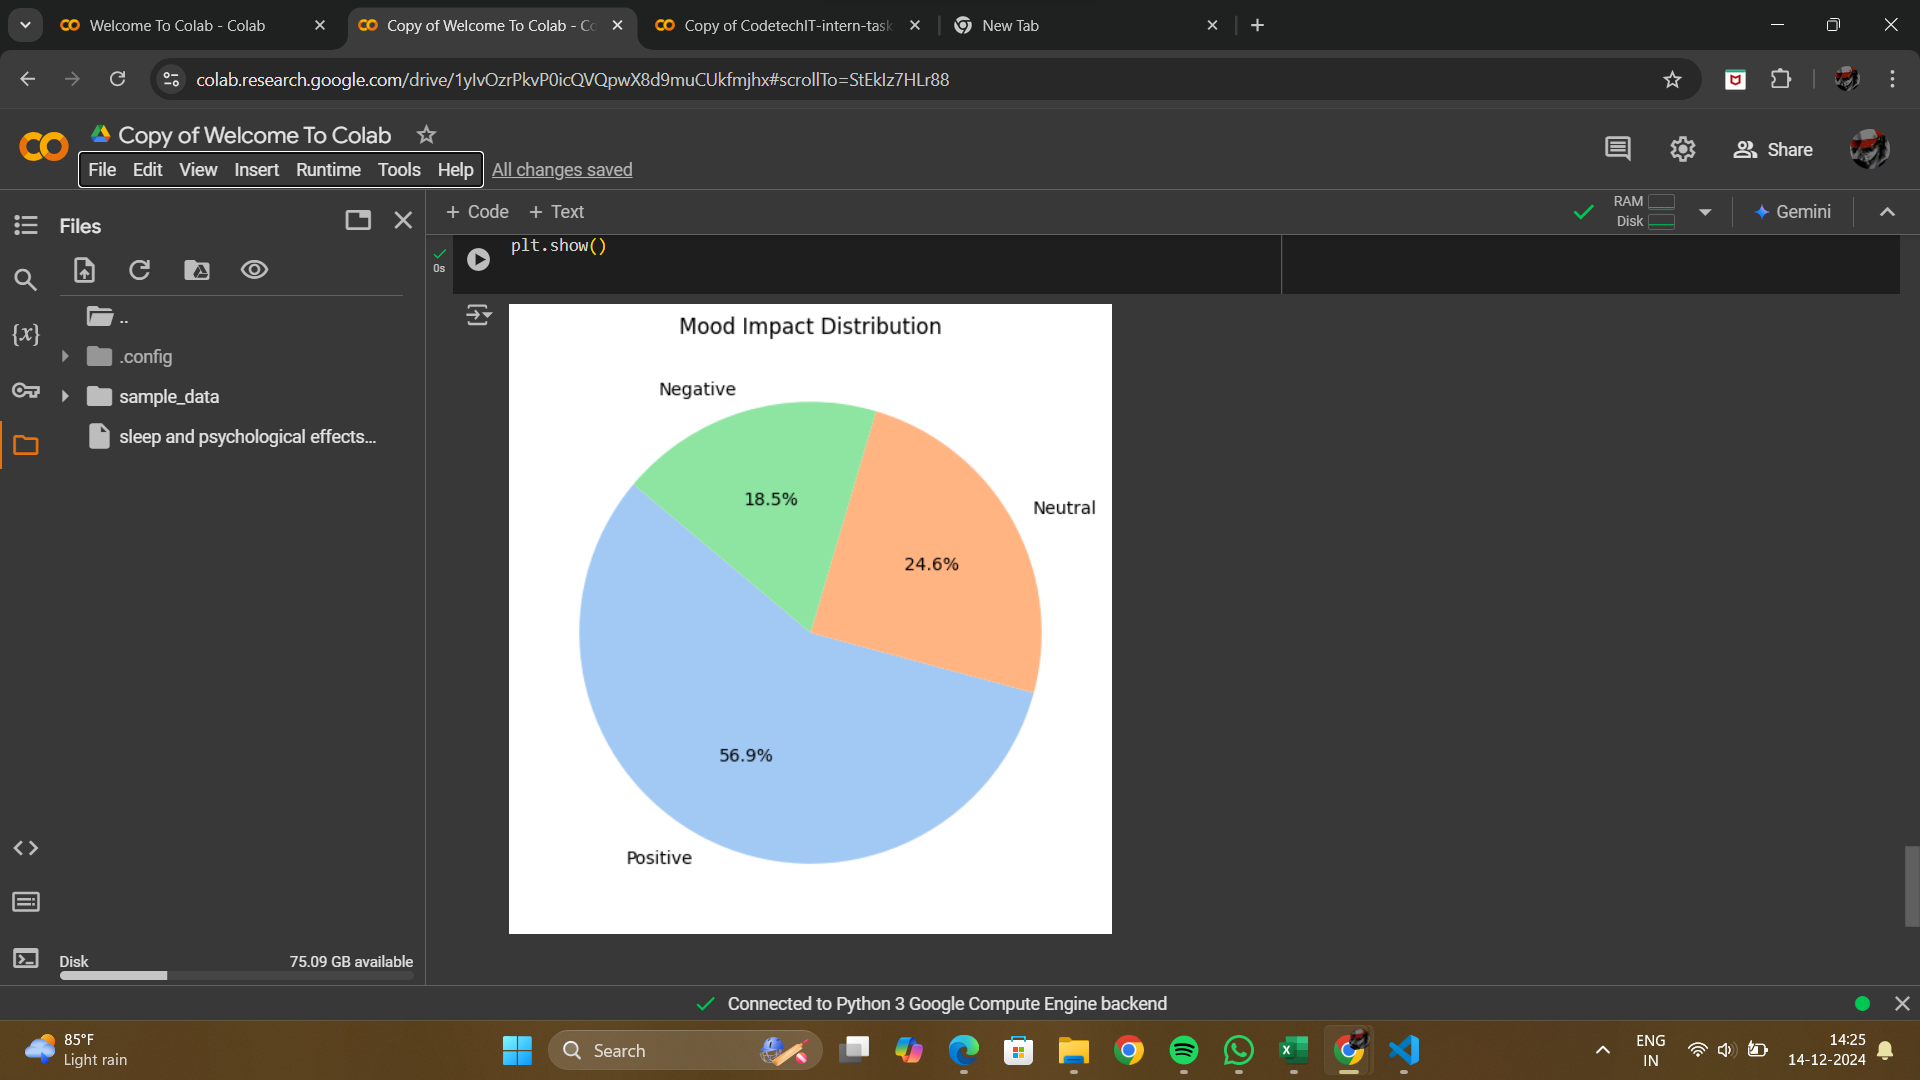 Welcome To Colab - Colab
Copy of Welcome To Colab - Co
Copy of CodetechIT-intern-task
New Tab
colab.research.google.com/drive/1yIvOzrPkvP0icQVQpwX8d9muCUkfmjhx#scrollTo=StEkIz7HLr88
Copy of Welcome To Colab
File Edit View Insert Runtime Tools Help All changes saved
Share
Files
+ Code + Text
RAM
Disk
Gemini
0s
plt.show()
..
.config
sample_data
sleep and psychological effects...
{x}
Mood Impact Distribution
Negative
18.5%
Neutral
24.6%
56.9%
Positive
Disk 75.09 GB available
Connected to Python 3 Google Compute Engine backend
85°F
Light rain
Search
ENG
IN
14:25
14-12-2024